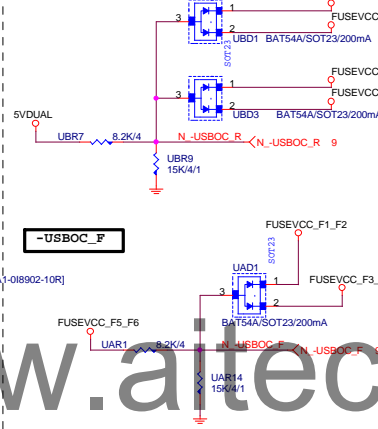 1
3
FUSEVCC
2
UBD1 BAT54A/SOT23/200mA
SOT23
FUSEVCC
1
3
FUSEVCC
2
UBD3 BAT54A/SOT23/200mA
5VDUAL
UBR7 8.2K/4 N_-USBOC_R N_-USBOC_R 9
UBR9
15K/4/1
-USBOC_F
FUSEVCC_F1_F2
SOT23
1-0I8902-10R]
UAD1
FUSEVCC_F3_
1
3
2
BAT54A/SOT23/200mA
FUSEVCC_F5_F6
UAR1 8.2K/4 N_-USBOC_F N_-USBOC_F
UAR14
15K/4/1
w.aitec